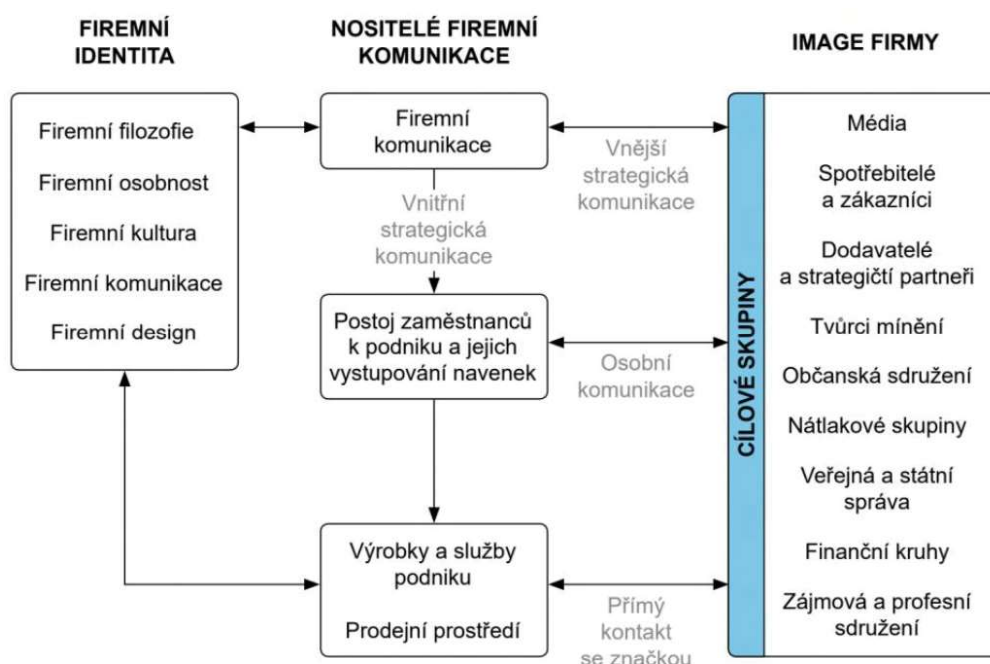 FIREMNÍ
IDENTITA
NOSITELÉ FIREMNÍ
KOMUNIKACE
IMAGE FIRMY
Firemní filozofie
Firemní osobnost
Firemní kultura
Firemní komunikace
Firemní design
Firemní
komunikace
Vnitřní
strategická
komunikace
Postoj zaměstnanců
k podniku a jejich
vystupování navenek
Výrobky a služby
podniku
Prodejní prostředí
Vnější
strategická
komunikace
Osobní
komunikace
Přímý
kontakt
se značkou
CÍLOVÉ SKUPINY
Média
Spotřebitelé
a zákazníci
Dodavatelé
a strategičtí partneři
Tvůrci mínění
Občanská sdružení
Nátlakové skupiny
Veřejná a státní
správa
Finanční kruhy
Zájmová a profesní
sdružení